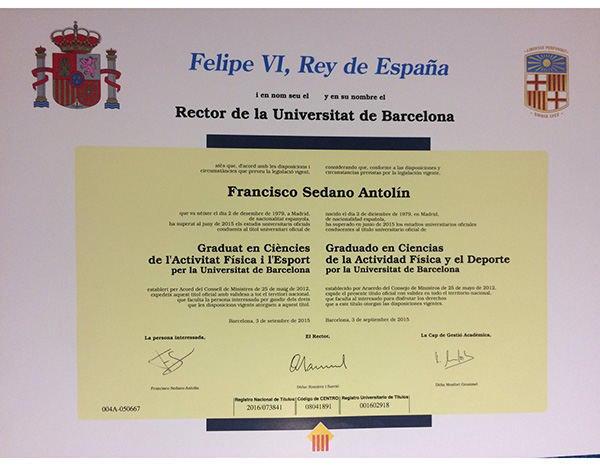 Felipe VI, Rey de España
i en nom seu el y en su nombre el
Rector de la Universitat de Barcelona
atès que, d'acord amb les disposicions i
circumstàncies que preveu la legislació vigent,
considerando que, conforme a las disposiciones y
circunstancias previstas por la legislación vigente,
Francisco Sedano Antolín
que va néixer el dia 2 de desembre de 1979, a Madrid,
de nacionalitat espanyola,
ha superat al juny de 2015 els estudis universitaris oficials
conduents al títol universitari oficial de
nacido el día 2 de diciembre de 1979, en Madrid,
de nacionalidad española,
ha superado en junio de 2015 los estudios universitarios oficiales
conducentes al título universitario oficial de
Graduat en Ciències
de l'Activitat Física i l'Esport
per la Universitat de Barcelona
Graduado en Ciencias
de la Actividad Física y el Deporte
por la Universitat de Barcelona
establert per Acord del Consell de Ministres de 25 de maig de 2012,
expedeix aquest títol oficial amb validesa a tot el territori nacional,
que faculta la persona interessada per gaudir dels drets
que les disposicions vigents atorguen a aquest títol.
establecido por Acuerdo del Consejo de Ministros de 25 de mayo de 2012,
expide el presente título oficial con validez en todo el territorio nacional,
que faculta al interesado para disfrutar los derechos
que a este título otorgan las disposiciones vigentes.
Barcelona, 3 de setembre de 2015
Barcelona, 3 de septiembre de 2015
La persona interessada,
El Rector,
La Cap de Gestió Acadèmica,
Francisco Sedano Antolín
Dídac Ramírez i Sarrió
Dèlia Montlort
004A-050667
Registro Nacional de Títulos
Código de CENTRO
Registro Universitario de Títulos
2016/073841
08041891
001602918